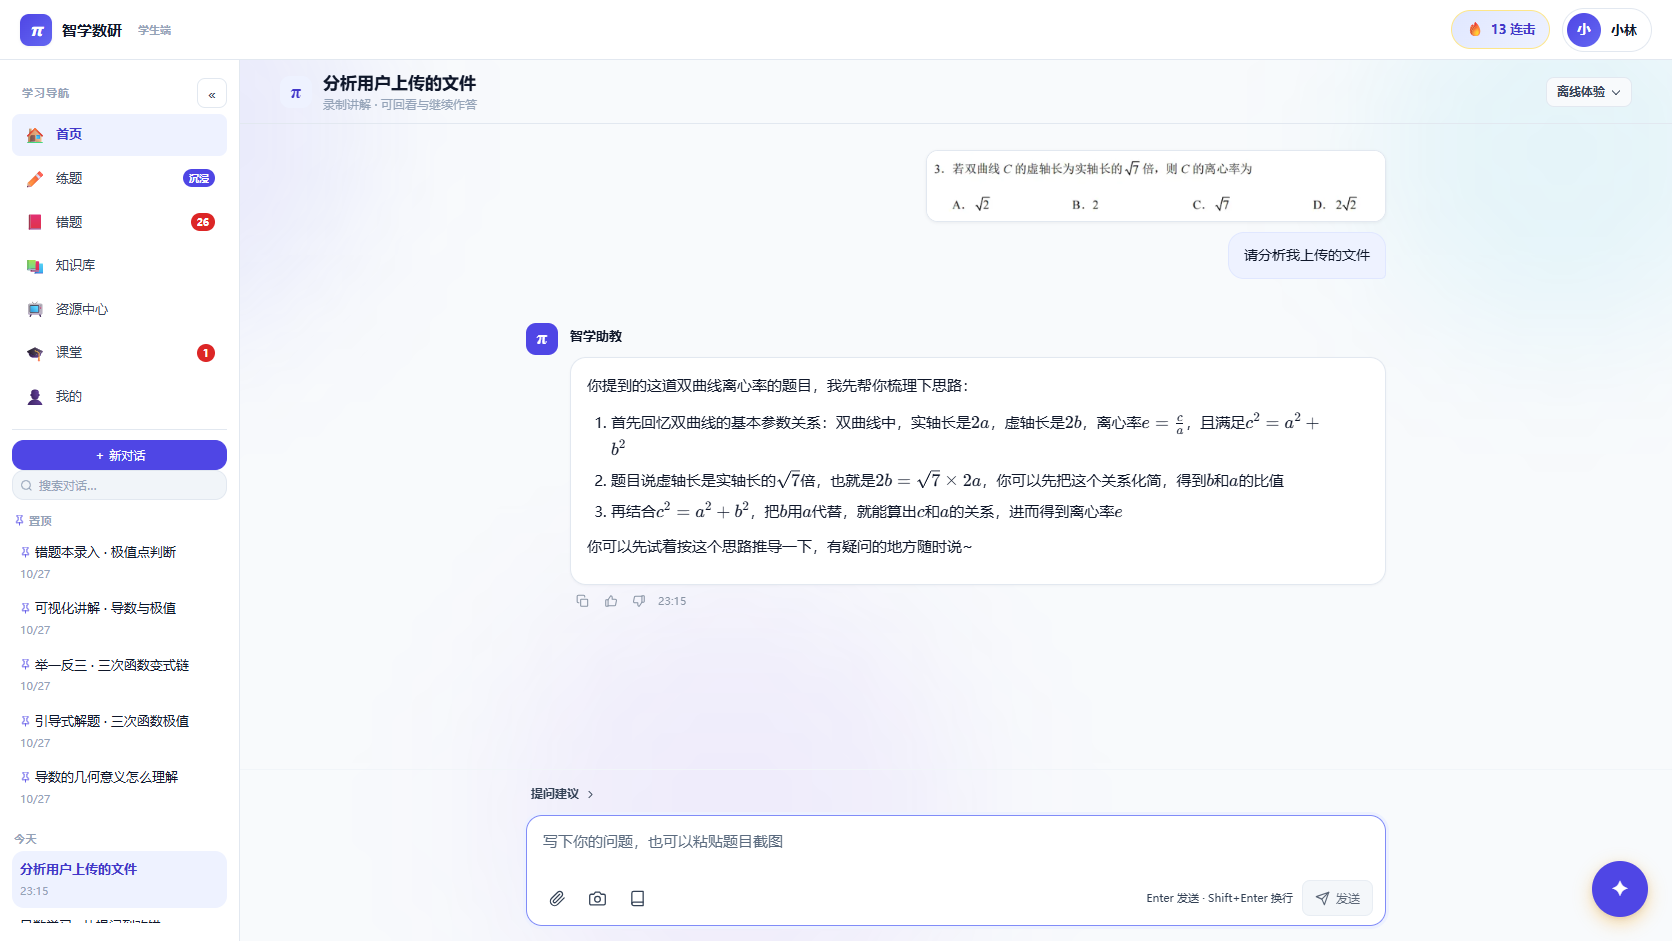 π 智学数研 学生端
13 连击 小 小林
学习导航 «
首页
练题 沉浸
错题 26
知识库
资源中心
课堂 1
我的
+ 新对话
搜索对话...
置顶
错题本录入 · 极值点判断
10/27
可视化讲解 · 导数与极值
10/27
举一反三 · 三次函数变式链
10/27
引导式解题 · 三次函数极值
10/27
导数的几何意义怎么理解
10/27
今天
分析用户上传的文件
23:15
π 分析用户上传的文件
录制讲解 · 可回看与继续作答
离线体验
3. 若双曲线 C 的虚轴长为实轴长的 √7 倍，则 C 的离心率为
A. √2 B. 2 C. √7 D. 2√2
请分析我上传的文件
π 智学助教
你提到的这道双曲线离心率的题目，我先帮你梳理下思路：
1. 首先回忆双曲线的基本参数关系：双曲线中，实轴长是2a，虚轴长是2b，离心率e = c/a，且满足c² = a² +
b²
2. 题目说虚轴长是实轴长的√7倍，也就是2b = √7 × 2a，你可以先把这个关系化简，得到b和a的比值
3. 再结合c² = a² + b²，把b用a代替，就能算出c和a的关系，进而得到离心率e
你可以先试着按这个思路推导一下，有疑问的地方随时说~
23:15
提问建议 >
写下你的问题，也可以粘贴题目截图
Enter 发送 · Shift+Enter 换行 发送